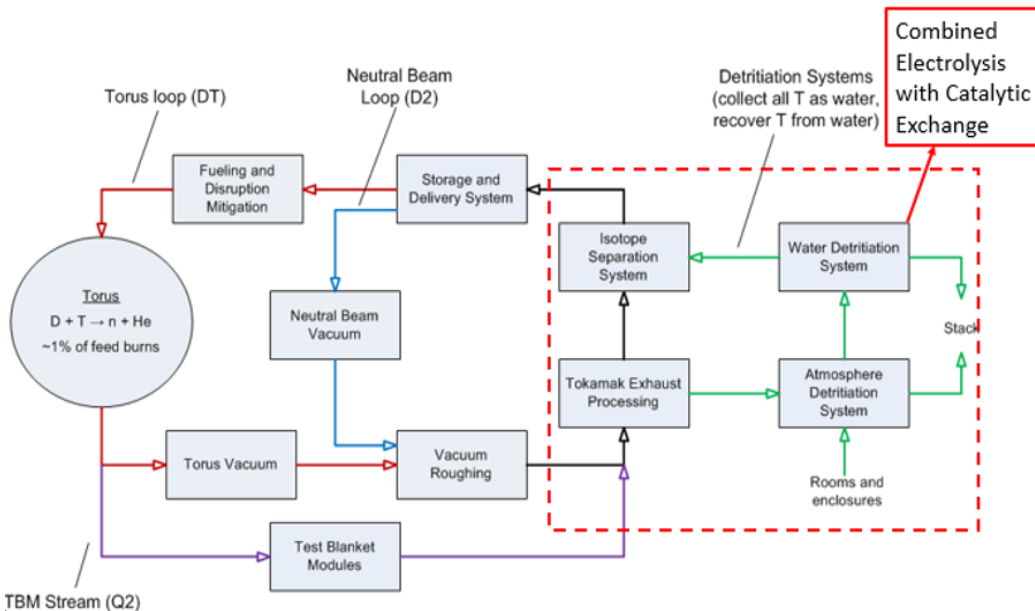 Combined
Electrolysis
with Catalytic
Exchange
Neutral Beam
Loop (D2)
Torus loop (DT)
Detritiation Systems
(collect all T as water,
recover T from water)
Fueling and
Disruption
Mitigation
Storage and
Delivery System
Isotope
Separation
System
Water Detritiation
System
Torus
D + T → n + He
~1% of feed burns
Neutral Beam
Vacuum
Stack
Tokamak Exhaust
Processing
Atmosphere
Detritiation
System
Torus Vacuum
Vacuum
Roughing
Rooms and
enclosures
Test Blanket
Modules
TBM Stream (Q2)